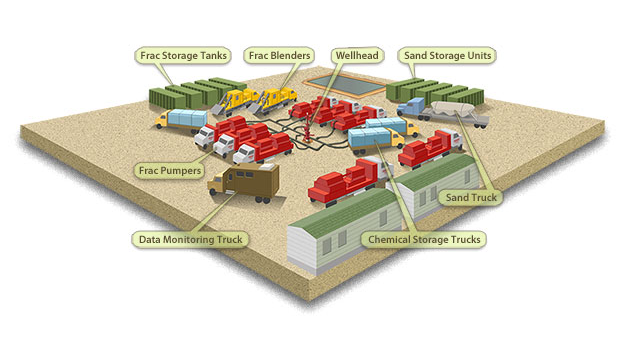 Frac Storage Tanks
Frac Blenders
Wellhead
Sand Storage Units
Frac Pumpers
Sand Truck
Data Monitoring Truck
Chemical Storage Trucks